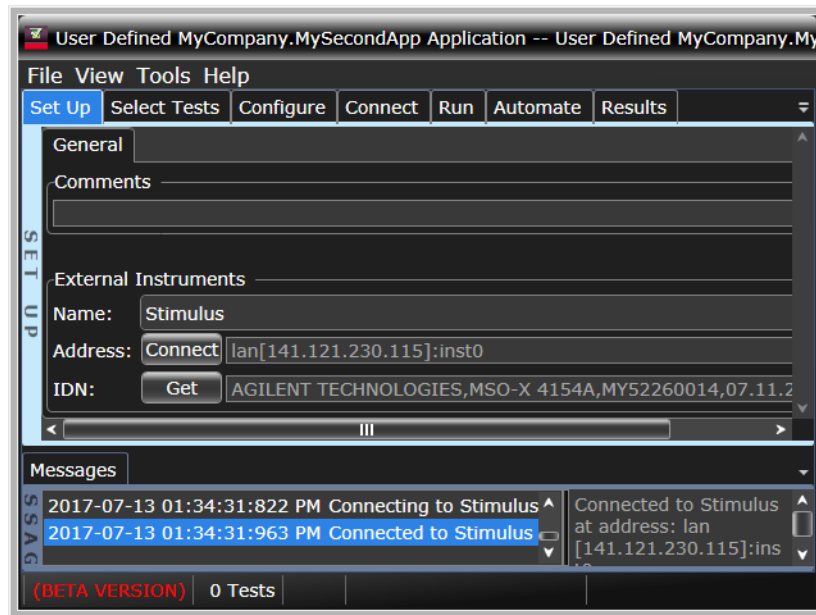 User Defined MyCompany.MySecondApp Application -- User Defined MyCompany.My
File View Tools Help
Set Up Select Tests Configure Connect Run Automate Results
General
Comments
SET UP
External Instruments
Name: Stimulus
Address: Connect lan[141.121.230.115]:inst0
IDN: Get AGILENT TECHNOLOGIES,MSO-X 4154A,MY52260014,07.11.2
Messages
2017-07-13 01:34:31:822 PM Connecting to Stimulus
2017-07-13 01:34:31:963 PM Connected to Stimulus
SSAG
Connected to Stimulus
at address: lan
[141.121.230.115]:ins
(BETA VERSION) 0 Tests